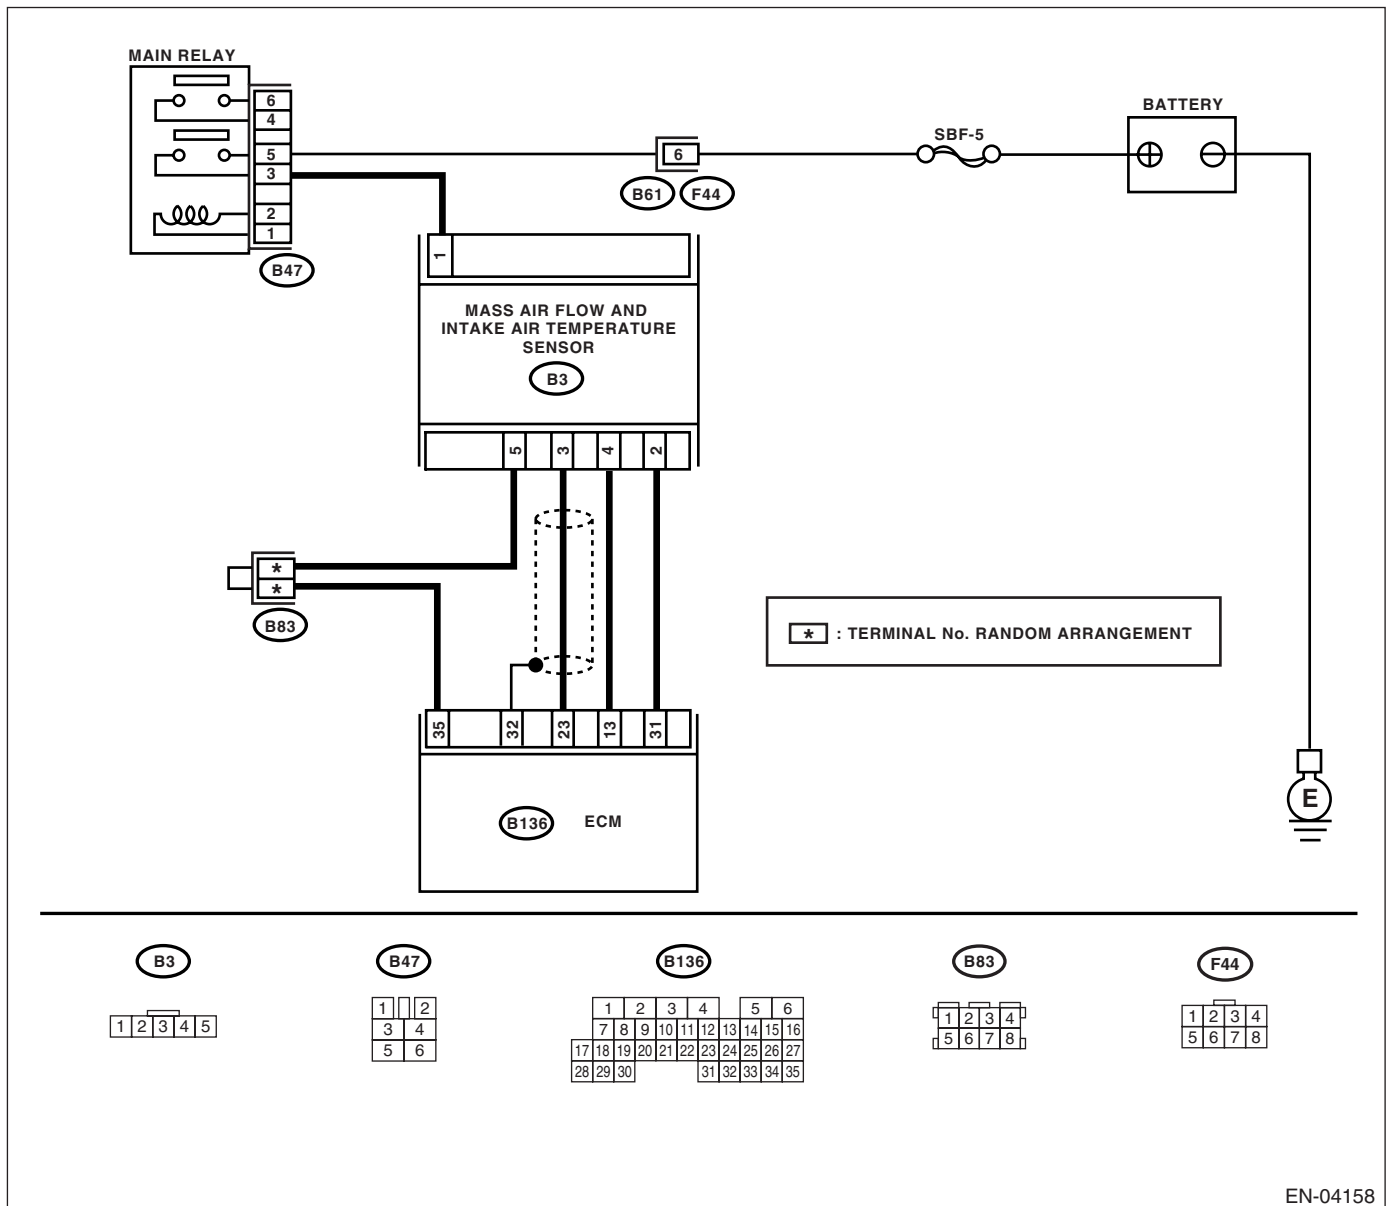 MAIN RELAY
6
4
5
3
2
1
B47
6
B61 F44
SBF-5
BATTERY
1
MASS AIR FLOW AND
INTAKE AIR TEMPERATURE
SENSOR
B3
5 3 4 2
*
*
B83
* : TERMINAL No. RANDOM ARRANGEMENT
35 32 23 13 31
B136 ECM
E
B3
1 2 3 4 5
B47
1 2
3 4
5 6
B136
1 2 3 4 5 6
7 8 9 10 11 12 13 14 15 16
17 18 19 20 21 22 23 24 25 26 27
28 29 30 31 32 33 34 35
B83
1 2 3 4
5 6 7 8
F44
1 2 3 4
5 6 7 8
EN-04158